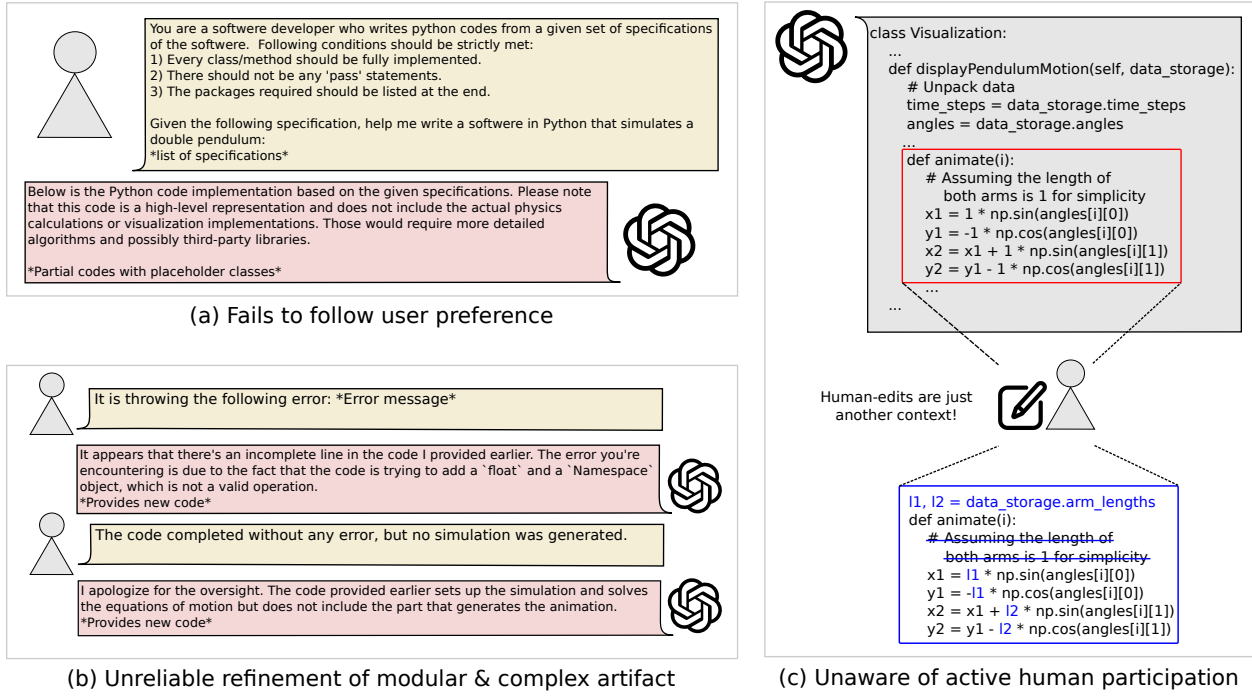 You are a softwere developer who writes python codes from a given set of specifications
of the softwere.  Following conditions should be strictly met:
1) Every class/method should be fully implemented.
2) There should not be any 'pass' statements.
3) The packages required should be listed at the end.
Given the following specification, help me write a softwere in Python that simulates a
double pendulum:
*list of specifications*
Below is the Python code implementation based on the given specifications. Please note
that this code is a high-level representation and does not include the actual physics
calculations or visualization implementations. Those would require more detailed
algorithms and possibly third-party libraries.
*Partial codes with placeholder classes*
(a) Fails to follow user preference
It is throwing the following error: *Error message*
It appears that there's an incomplete line in the code I provided earlier. The error you're
encountering is due to the fact that the code is trying to add a `float` and a `Namespace`
object, which is not a valid operation.
*Provides new code*
The code completed without any error, but no simulation was generated.
I apologize for the oversight. The code provided earlier sets up the simulation and solves
the equations of motion but does not include the part that generates the animation.
*Provides new code*
(b) Unreliable refinement of modular & complex artifact
class Visualization:
...
def displayPendulumMotion(self, data_storage):
# Unpack data
time_steps = data_storage.time_steps
angles = data_storage.angles
...
def animate(i):
# Assuming the length of
both arms is 1 for simplicity
x1 = 1 * np.sin(angles[i][0])
y1 = -1 * np.cos(angles[i][0])
x2 = x1 + 1 * np.sin(angles[i][1])
y2 = y1 - 1 * np.cos(angles[i][1])
...
...
Human-edits are just
another context!
l1, l2 = data_storage.arm_lengths
def animate(i):
# Assuming the length of
both arms is 1 for simplicity
x1 = l1 * np.sin(angles[i][0])
y1 = -l1 * np.cos(angles[i][0])
x2 = x1 + l2 * np.sin(angles[i][1])
y2 = y1 - l2 * np.cos(angles[i][1])
(c) Unaware of active human participation